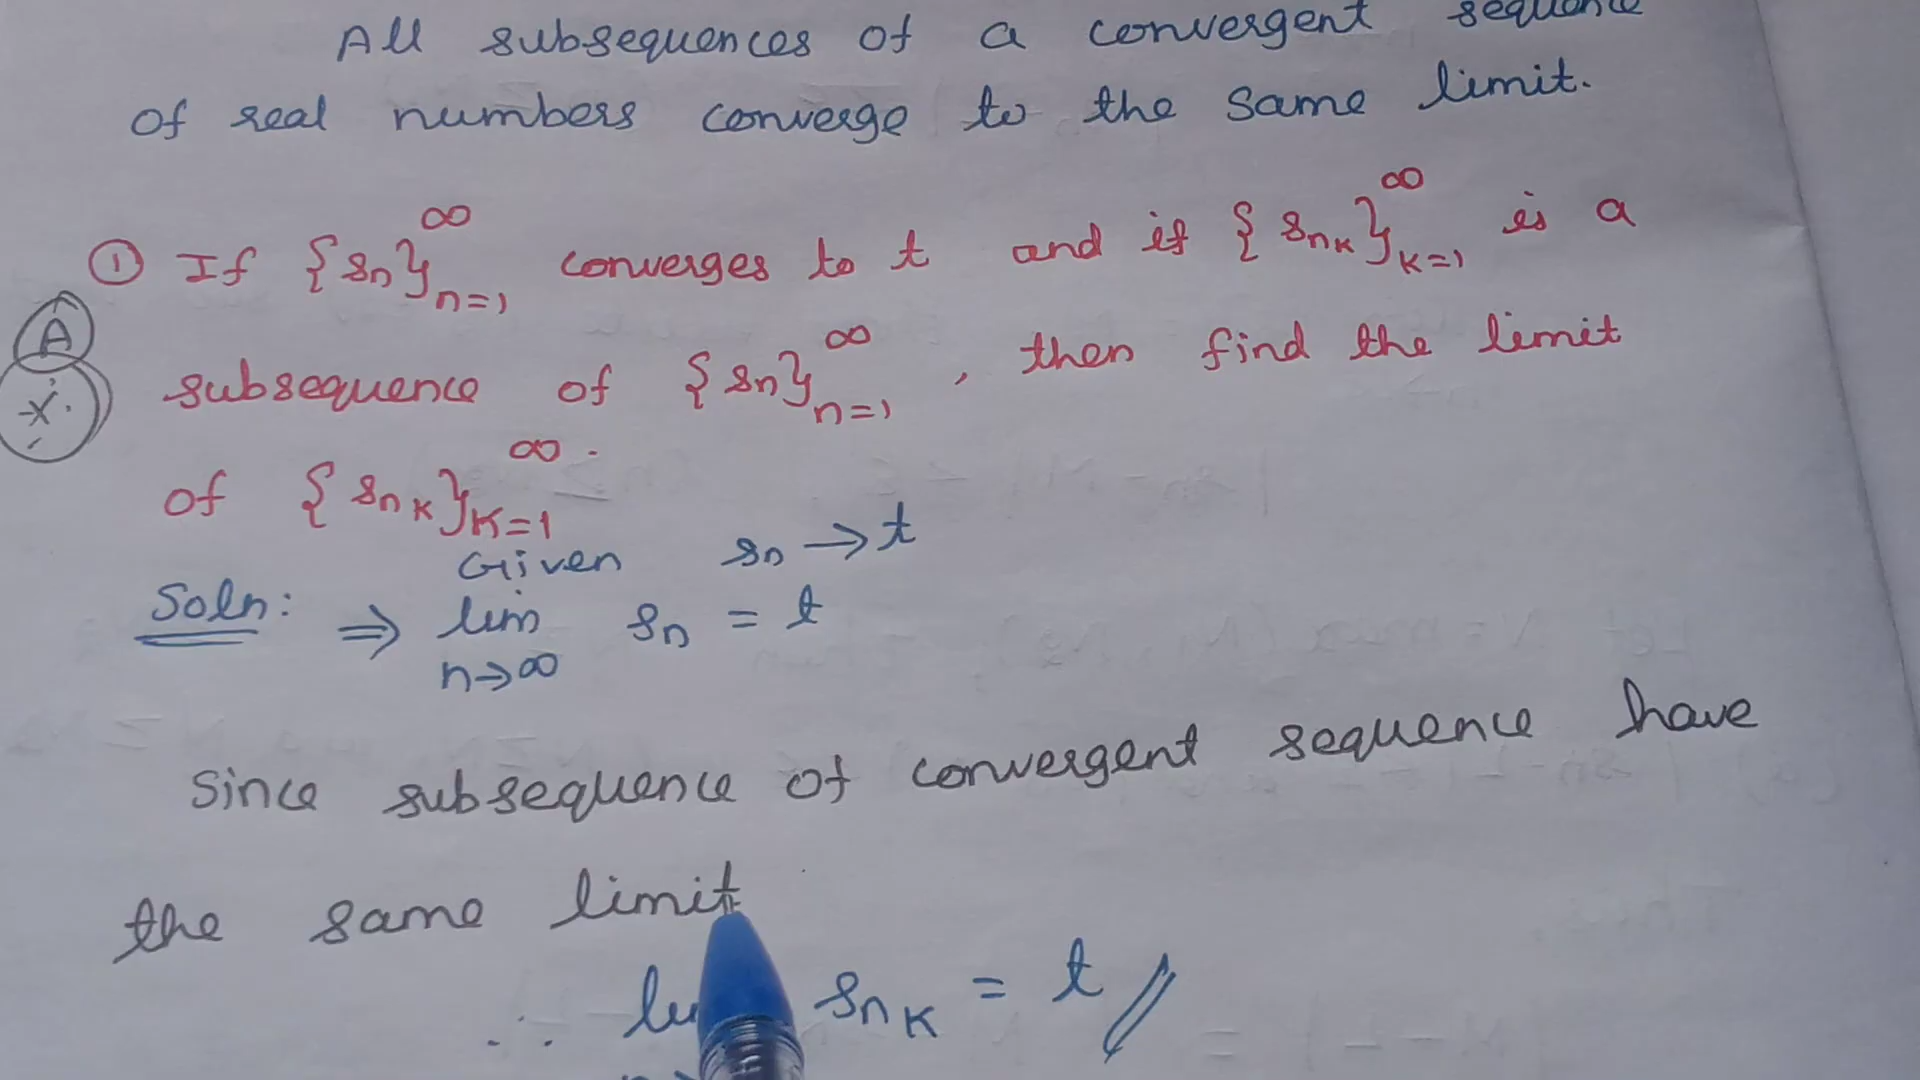 All subsequences of a convergent sequence
of real numbers converge to the same limit.
① If {sn}∞n=1 converges to t and if {snk}∞k=1 is a
A
subsequence of {sn}∞n=1, then find the limit
of {snk}∞K=1.
Given sn → t
Soln: ⇒ lim n→∞ sn = t
Since subsequence of convergent sequence have
the same limit
∴ snk = t //